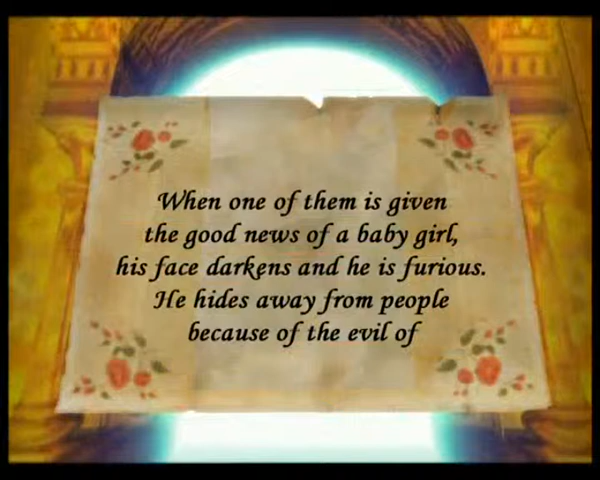 When one of them is given
the good news of a baby girl,
his face darkens and he is furious.
He hides away from people
because of the evil of